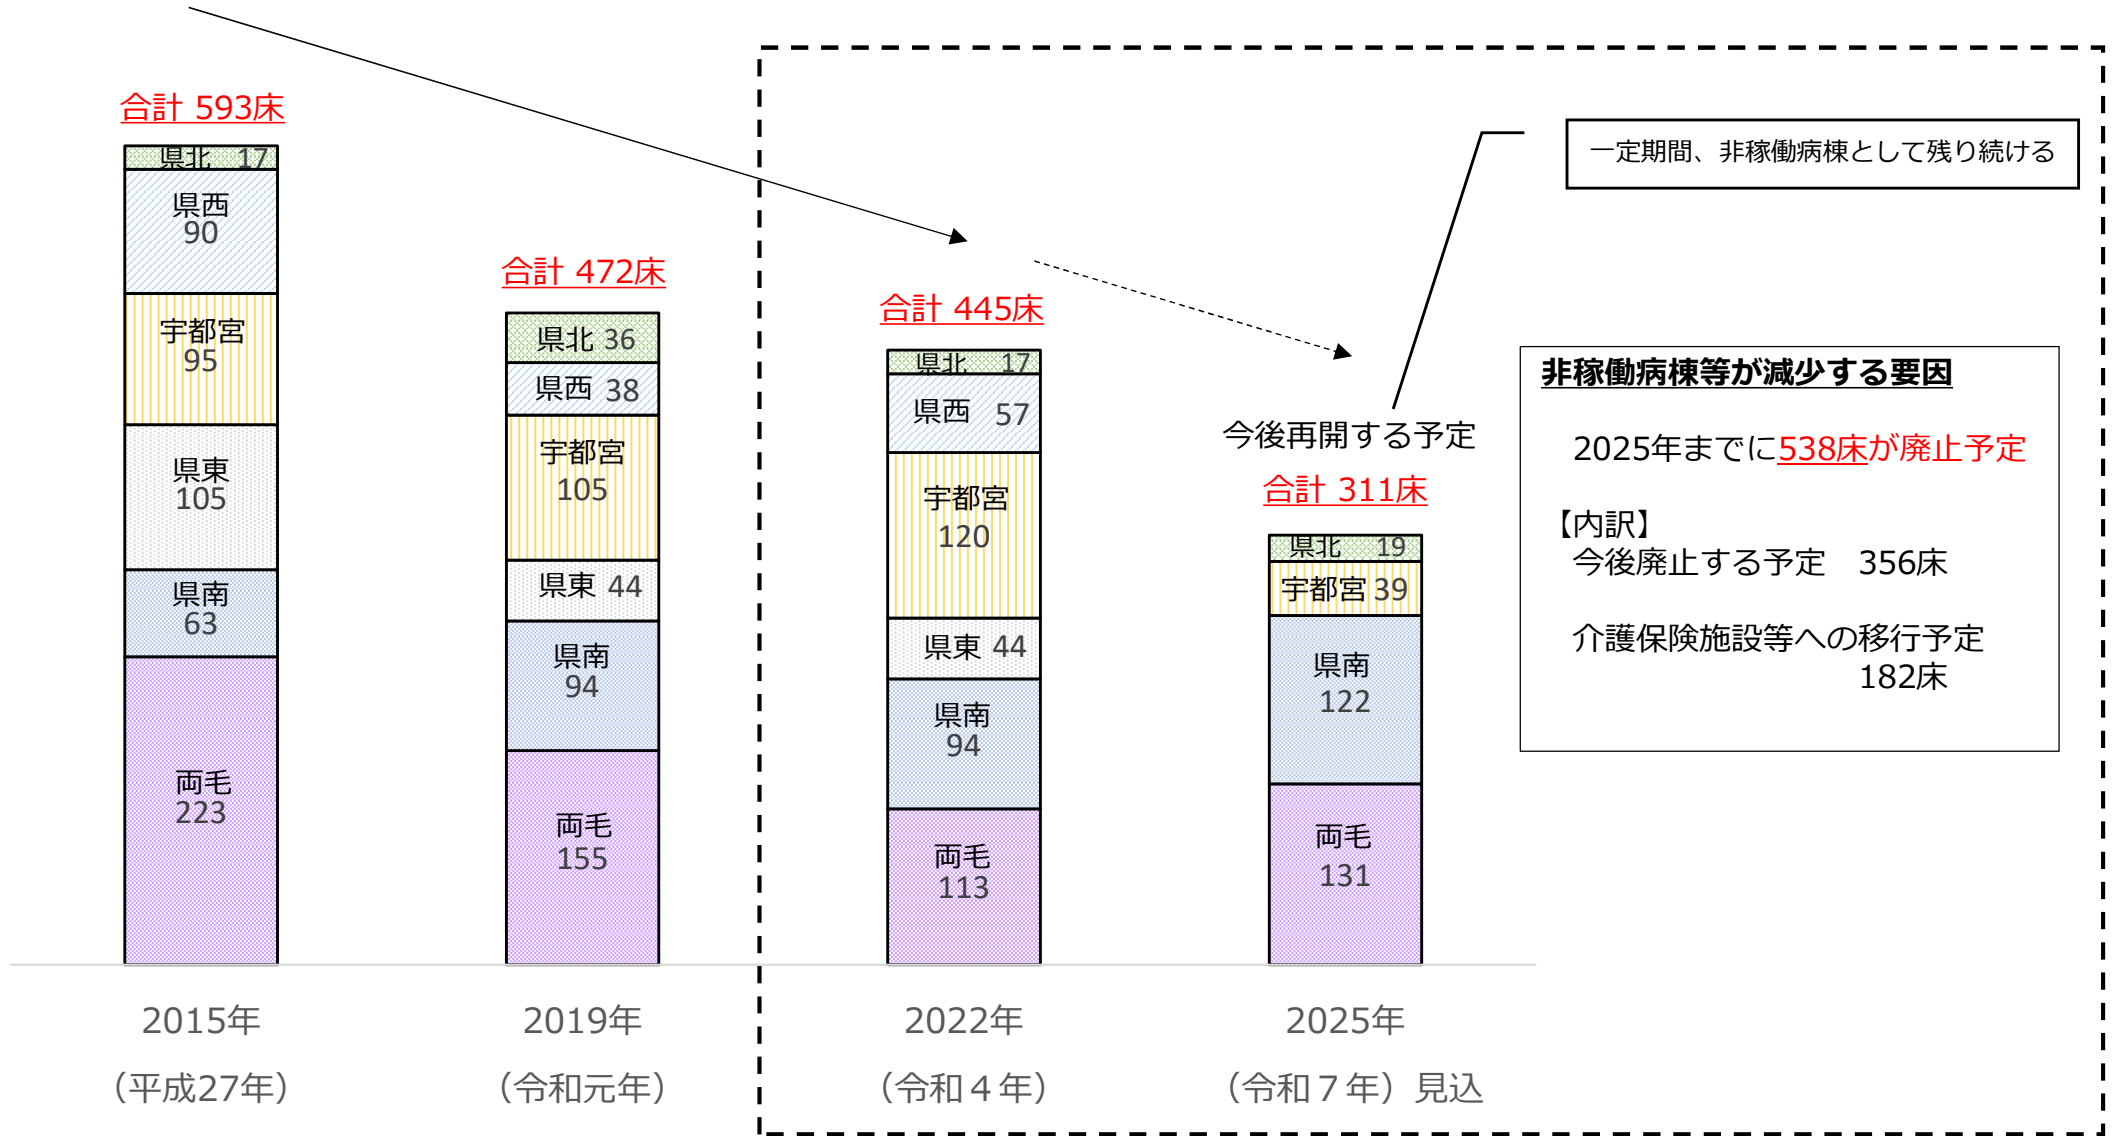 合計 593床
県北 17
県西
90
宇都宮
95
県東
105
県南
63
両毛
223
合計 472床
県北 36
県西 38
宇都宮
105
県東 44
県南
94
両毛
155
合計 445床
県北 17
県西 57
宇都宮
120
県東 44
県南
94
両毛
113
一定期間、非稼働病棟として残り続ける
今後再開する予定
合計 311床
県北 19
宇都宮 39
県南
122
両毛
131
非稼働病棟等が減少する要因
2025年までに538床が廃止予定
【内訳】
今後廃止する予定　356床
介護保険施設等への移行予定
182床
2015年
（平成27年）
2019年
（令和元年）
2022年
（令和４年）
2025年
（令和７年）見込